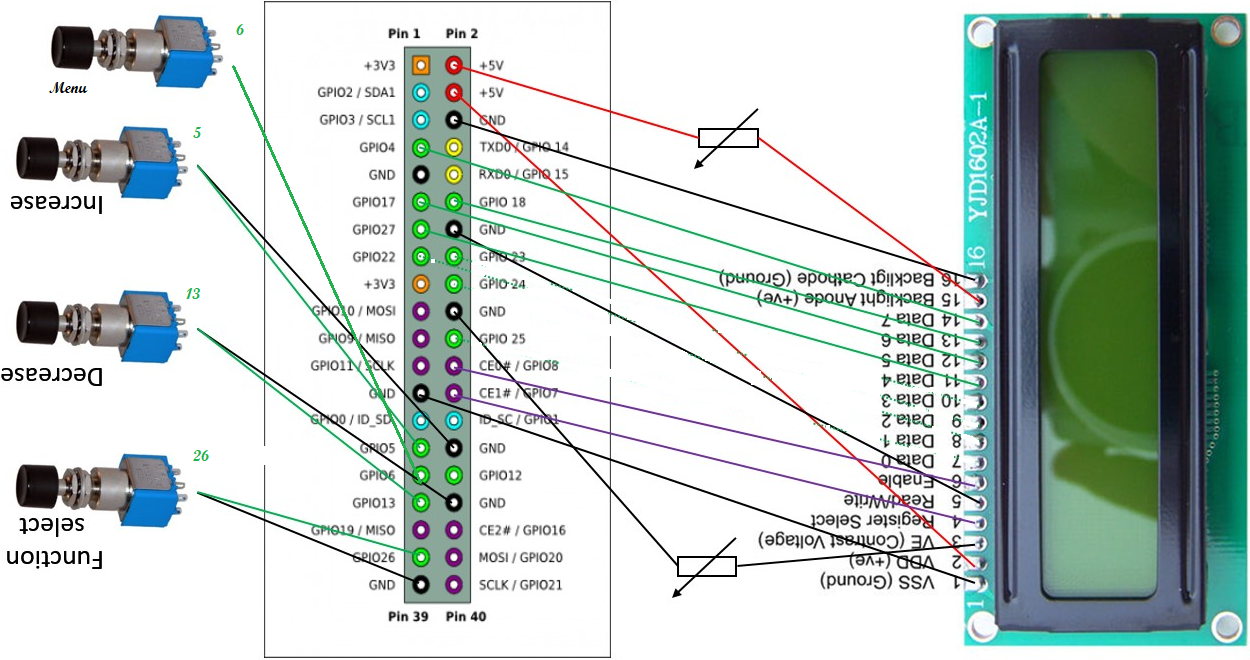 6
Menu
5
Increase
13
Decrease
26
Function
select
Pin 1 Pin 2
+3V3 +5V
GPIO2 / SDA1 +5V
GPIO3 / SCL1 GND
GPIO4 TXD0 / GPIO 14
GND RXD0 / GPIO 15
GPIO17 GPIO 18
GPIO27 GND
GPIO22 GPIO 23
+3V3 GPIO 24
GPIO10 / MOSI GND
GPIO9 / MISO GPIO 25
GPIO11 / SCLK CE0# / GPIO8
GND CE1# / GPIO7
GPIO0 / ID_SD ID_SC / GPIO1
GPIO5 GND
GPIO6 GPIO12
GPIO13 GND
GPIO19 / MISO CE2# / GPIO16
GPIO26 MOSI / GPIO20
GND SCLK / GPIO21
Pin 39 Pin 40
YJD1602A-1
16
16 Backligt Cathode (Ground)
15 Backlight Anode (+ve)
14 Data 7
13 Data 6
12 Data 5
11 Data 4
10 Data 3
9 Data 2
8 Data 1
7 Data 0
6 Enable
5 Read/Write
4 Register Select
3 VE (Contrast Voltage)
2 VDD (+ve)
1 VSS (Ground)
1